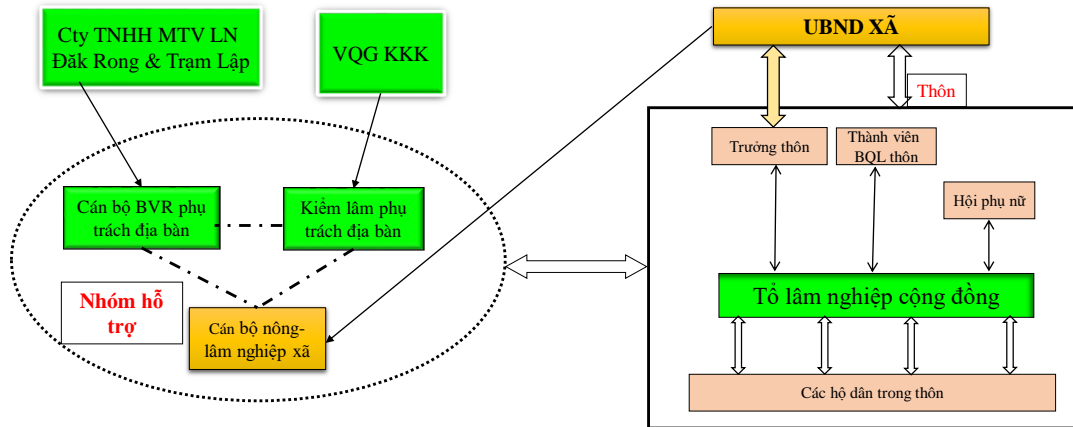 Cty TNHH MTV LN
Đăk Rong & Trạm Lập
VQG KKK
UBND XÃ
Thôn
Trưởng thôn
Thành viên
BQL thôn
Hội phụ nữ
Cán bộ BVR phụ
trách địa bàn
Kiểm lâm phụ
trách địa bàn
Nhóm hỗ
trợ
Cán bộ nông-
lâm nghiệp xã
Tổ lâm nghiệp cộng đồng
Các hộ dân trong thôn